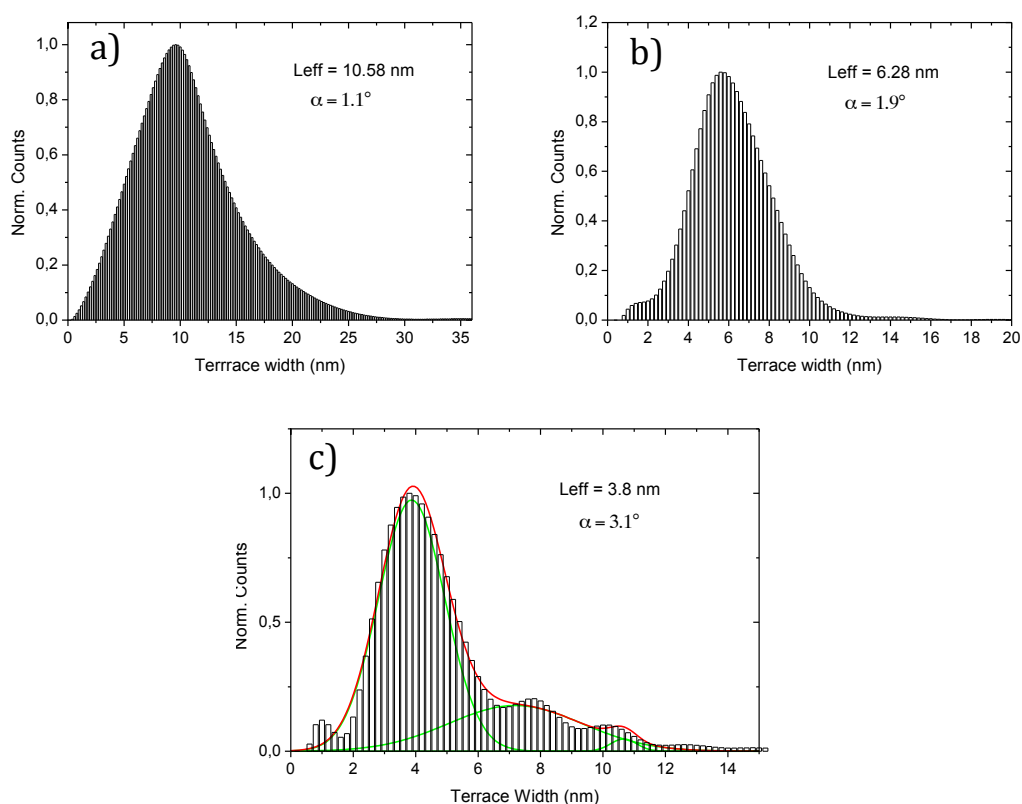 a)
Leff = 10.58 nm
α = 1.1°
Norm. Counts
1,0
0,8
0,6
0,4
0,2
0,0
0 5 10 15 20 25 30 35
Terrrace width (nm)
b)
Leff = 6.28 nm
α = 1.9°
Norm. Counts
1,2
1,0
0,8
0,6
0,4
0,2
0,0
0 2 4 6 8 10 12 14 16 18 20
Terrace width (nm)
c)
Leff = 3.8 nm
α = 3.1°
Norm. Counts
1,0
0,5
0,0
0 2 4 6 8 10 12 14
Terrace Width (nm)